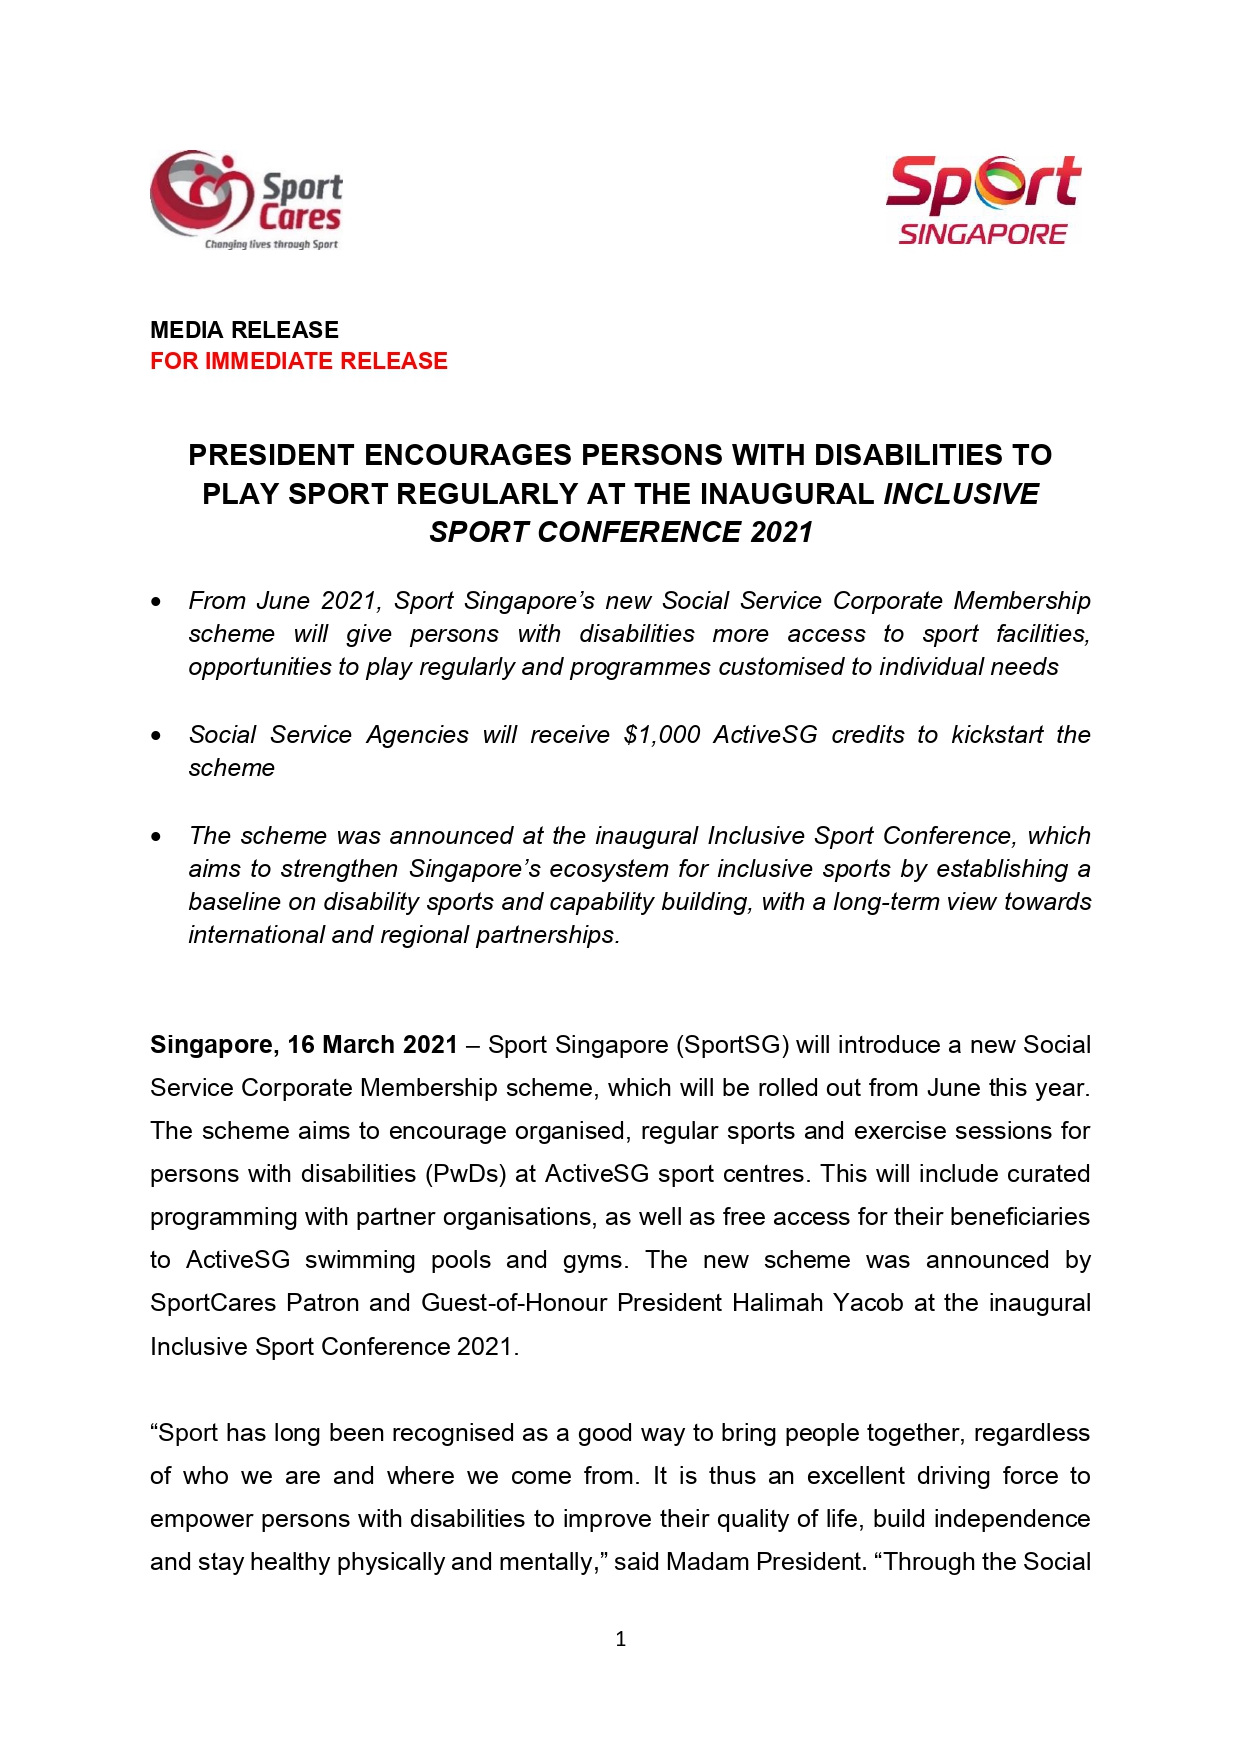 Sport
Cares
Changing lives through Sport
Sport
SINGAPORE
MEDIA RELEASE
FOR IMMEDIATE RELEASE
PRESIDENT ENCOURAGES PERSONS WITH DISABILITIES TO
PLAY SPORT REGULARLY AT THE INAUGURAL INCLUSIVE
SPORT CONFERENCE 2021
• From June 2021, Sport Singapore’s new Social Service Corporate Membership
scheme will give persons with disabilities more access to sport facilities,
opportunities to play regularly and programmes customised to individual needs
• Social Service Agencies will receive $1,000 ActiveSG credits to kickstart the
scheme
• The scheme was announced at the inaugural Inclusive Sport Conference, which
aims to strengthen Singapore’s ecosystem for inclusive sports by establishing a
baseline on disability sports and capability building, with a long-term view towards
international and regional partnerships.
Singapore, 16 March 2021 – Sport Singapore (SportSG) will introduce a new Social
Service Corporate Membership scheme, which will be rolled out from June this year.
The scheme aims to encourage organised, regular sports and exercise sessions for
persons with disabilities (PwDs) at ActiveSG sport centres. This will include curated
programming with partner organisations, as well as free access for their beneficiaries
to ActiveSG swimming pools and gyms. The new scheme was announced by
SportCares Patron and Guest-of-Honour President Halimah Yacob at the inaugural
Inclusive Sport Conference 2021.
“Sport has long been recognised as a good way to bring people together, regardless
of who we are and where we come from. It is thus an excellent driving force to
empower persons with disabilities to improve their quality of life, build independence
and stay healthy physically and mentally,” said Madam President. “Through the Social
1